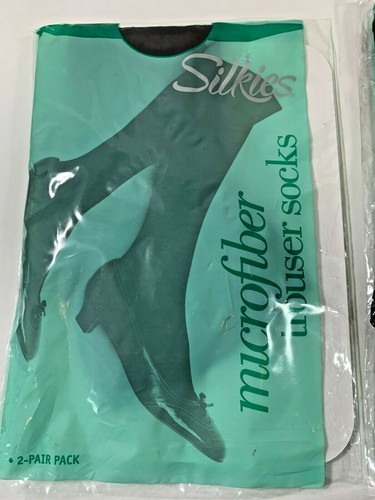 Silkies
microfiber
trouser socks
• 2-PAIR PACK